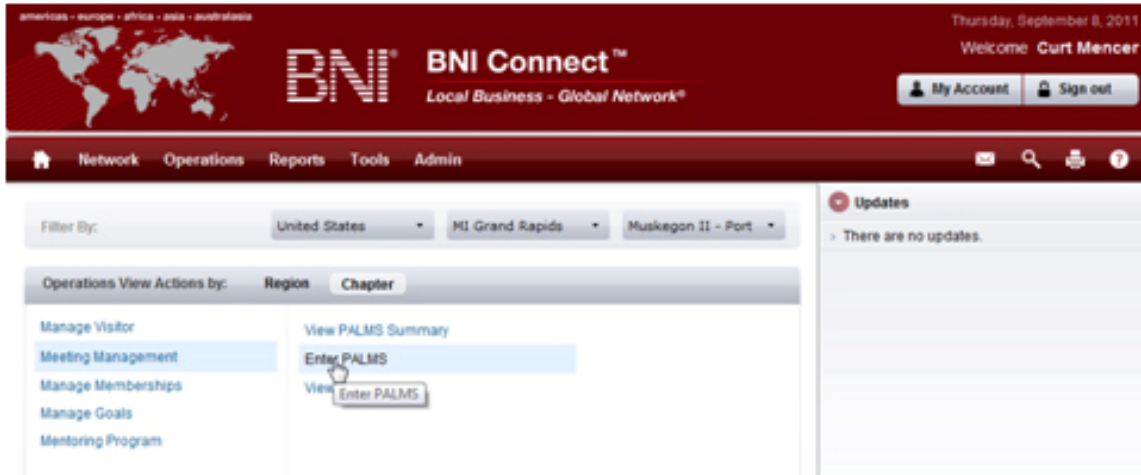 americas - europe - africa - asia - australasia
Thursday, September 8, 2011
Welcome Curt Mencer
BNI®
BNI Connect™
Local Business - Global Network®
My Account
Sign out
Network Operations Reports Tools Admin
Filter By:
United States
MI Grand Rapids
Muskegon II - Port
Updates
There are no updates.
Operations View Actions by: Region Chapter
Manage Visitor
Meeting Management
Manage Memberships
Manage Goals
Mentoring Program
View PALMS Summary
Enter PALMS
View
Enter PALMS